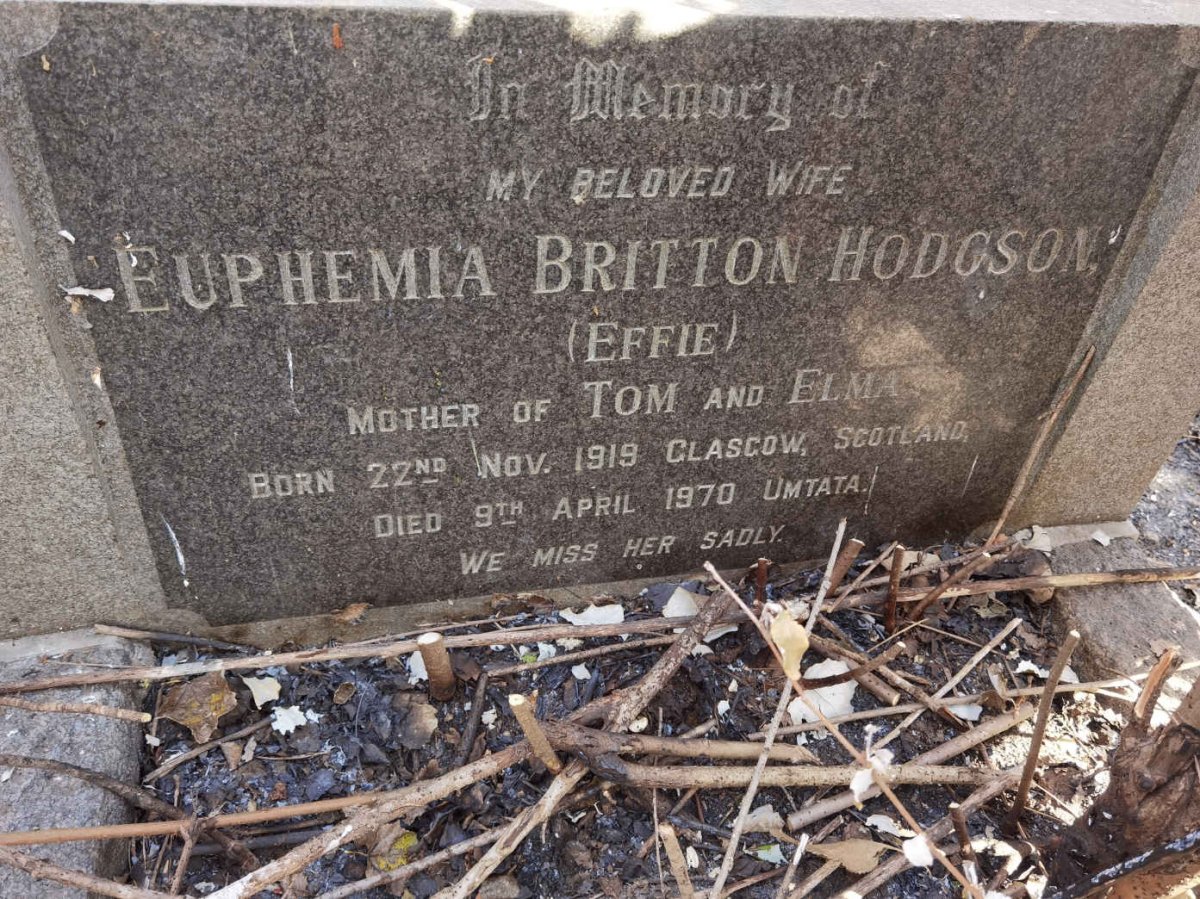 In Memory of
MY BELOVED WIFE
EUPHEMIA BRITTON HODGSON,
(EFFIE)
MOTHER OF TOM AND ELMA
BORN 22ND NOV. 1919 GLASGOW, SCOTLAND,
DIED 9TH APRIL 1970 UMTATA.
WE MISS HER SADLY.